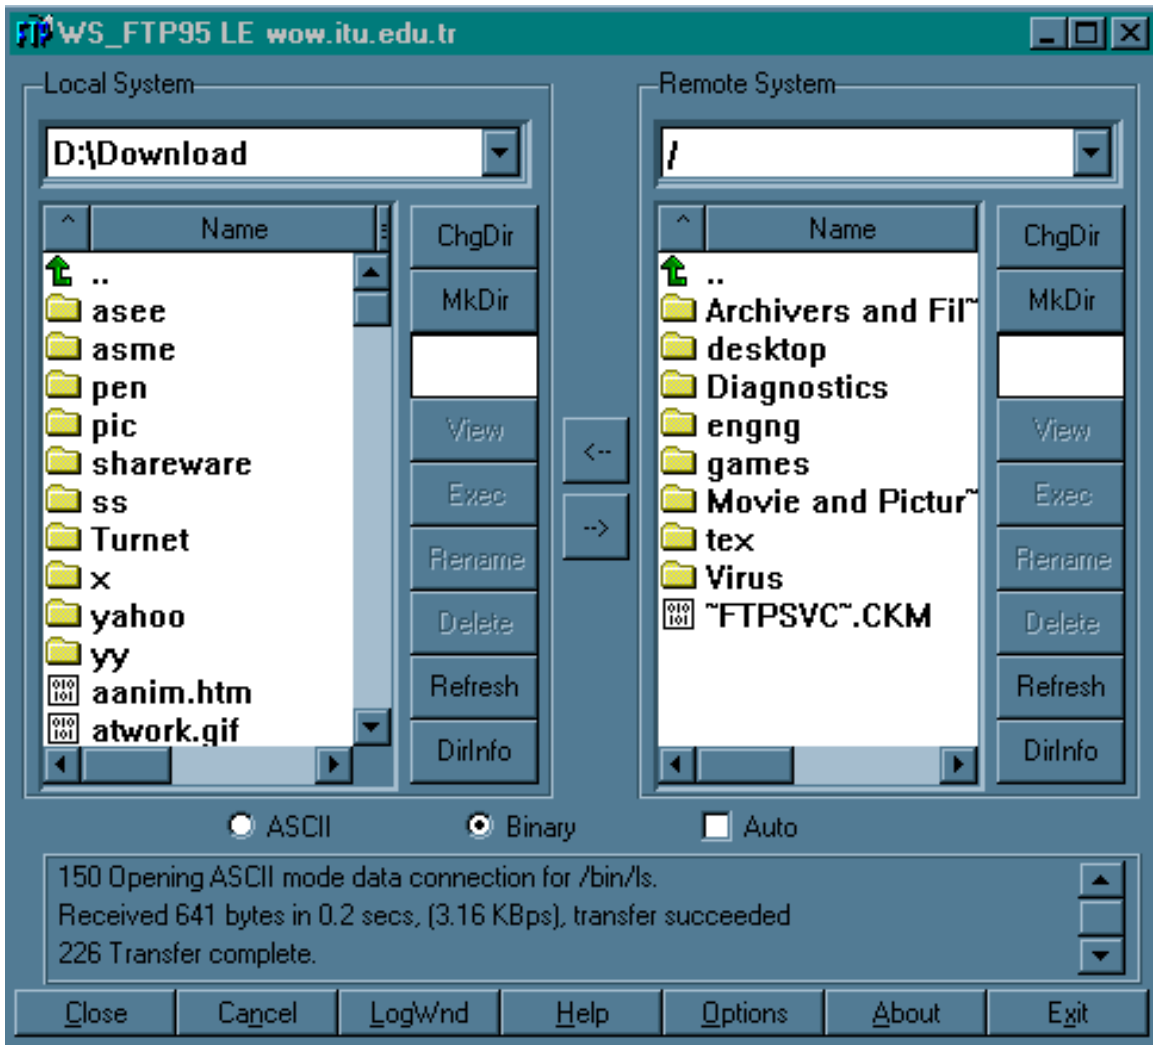 WS_FTP95 LE wow.itu.edu.tr
Local System
D:\Download
^ Name
..
asee
asme
pen
pic
shareware
ss
Turnet
x
yahoo
yy
aanim.htm
atwork.gif
ChgDir
MkDir
View
Exec
Rename
Delete
Refresh
DirInfo
<--
-->
Remote System
/
^ Name
..
Archivers and Fil~
desktop
Diagnostics
engng
games
Movie and Pictur~
tex
Virus
~FTPSVC~.CKM
ChgDir
MkDir
View
Exec
Rename
Delete
Refresh
DirInfo
ASCII Binary Auto
150 Opening ASCII mode data connection for /bin/ls.
Received 641 bytes in 0.2 secs, (3.16 KBps), transfer succeeded
226 Transfer complete.
Close Cancel LogWnd Help Options About Exit